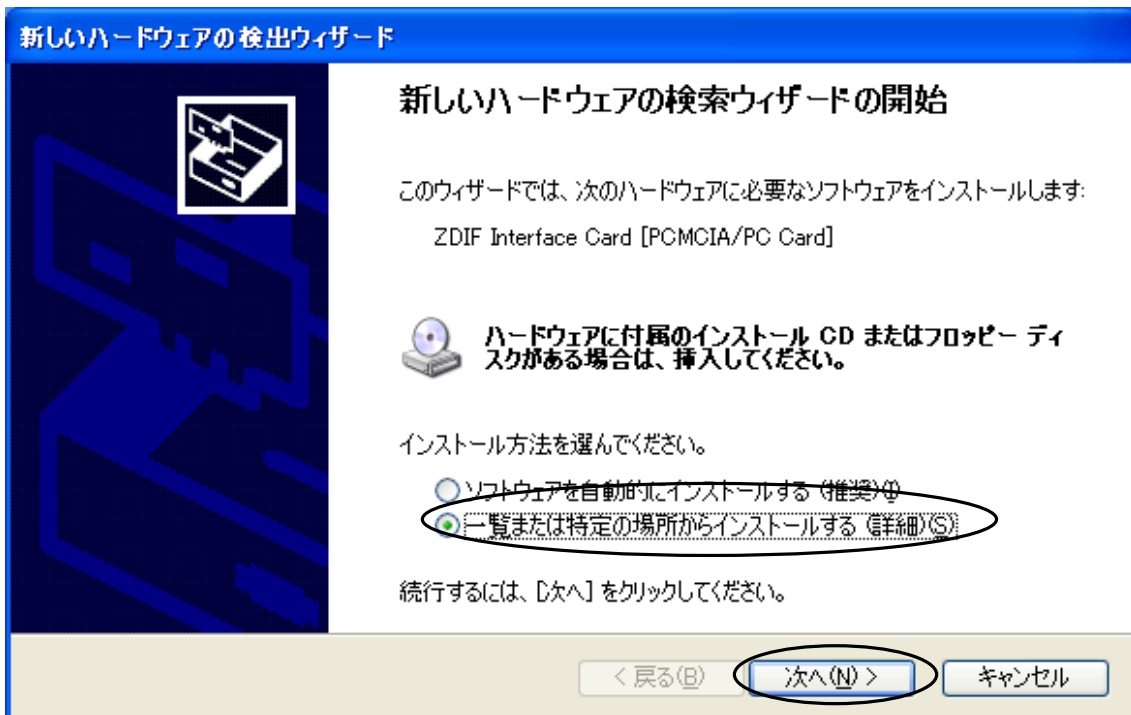 新しいハードウェアの検出ウィザード
新しいハードウェアの検索ウィザードの開始
このウィザードでは、次のハードウェアに必要なソフトウェアをインストールします:
ZDIF Interface Card [PCMCIA/PC Card]
ハードウェアに付属のインストール CD またはフロッピー ディ
スクがある場合は、挿入してください。
インストール方法を選んでください。
ソフトウェアを自動的にインストールする (推奨)(I)
一覧または特定の場所からインストールする (詳細)(S)
続行するには、[次へ] をクリックしてください。
< 戻る(B)
次へ(N) >
キャンセル